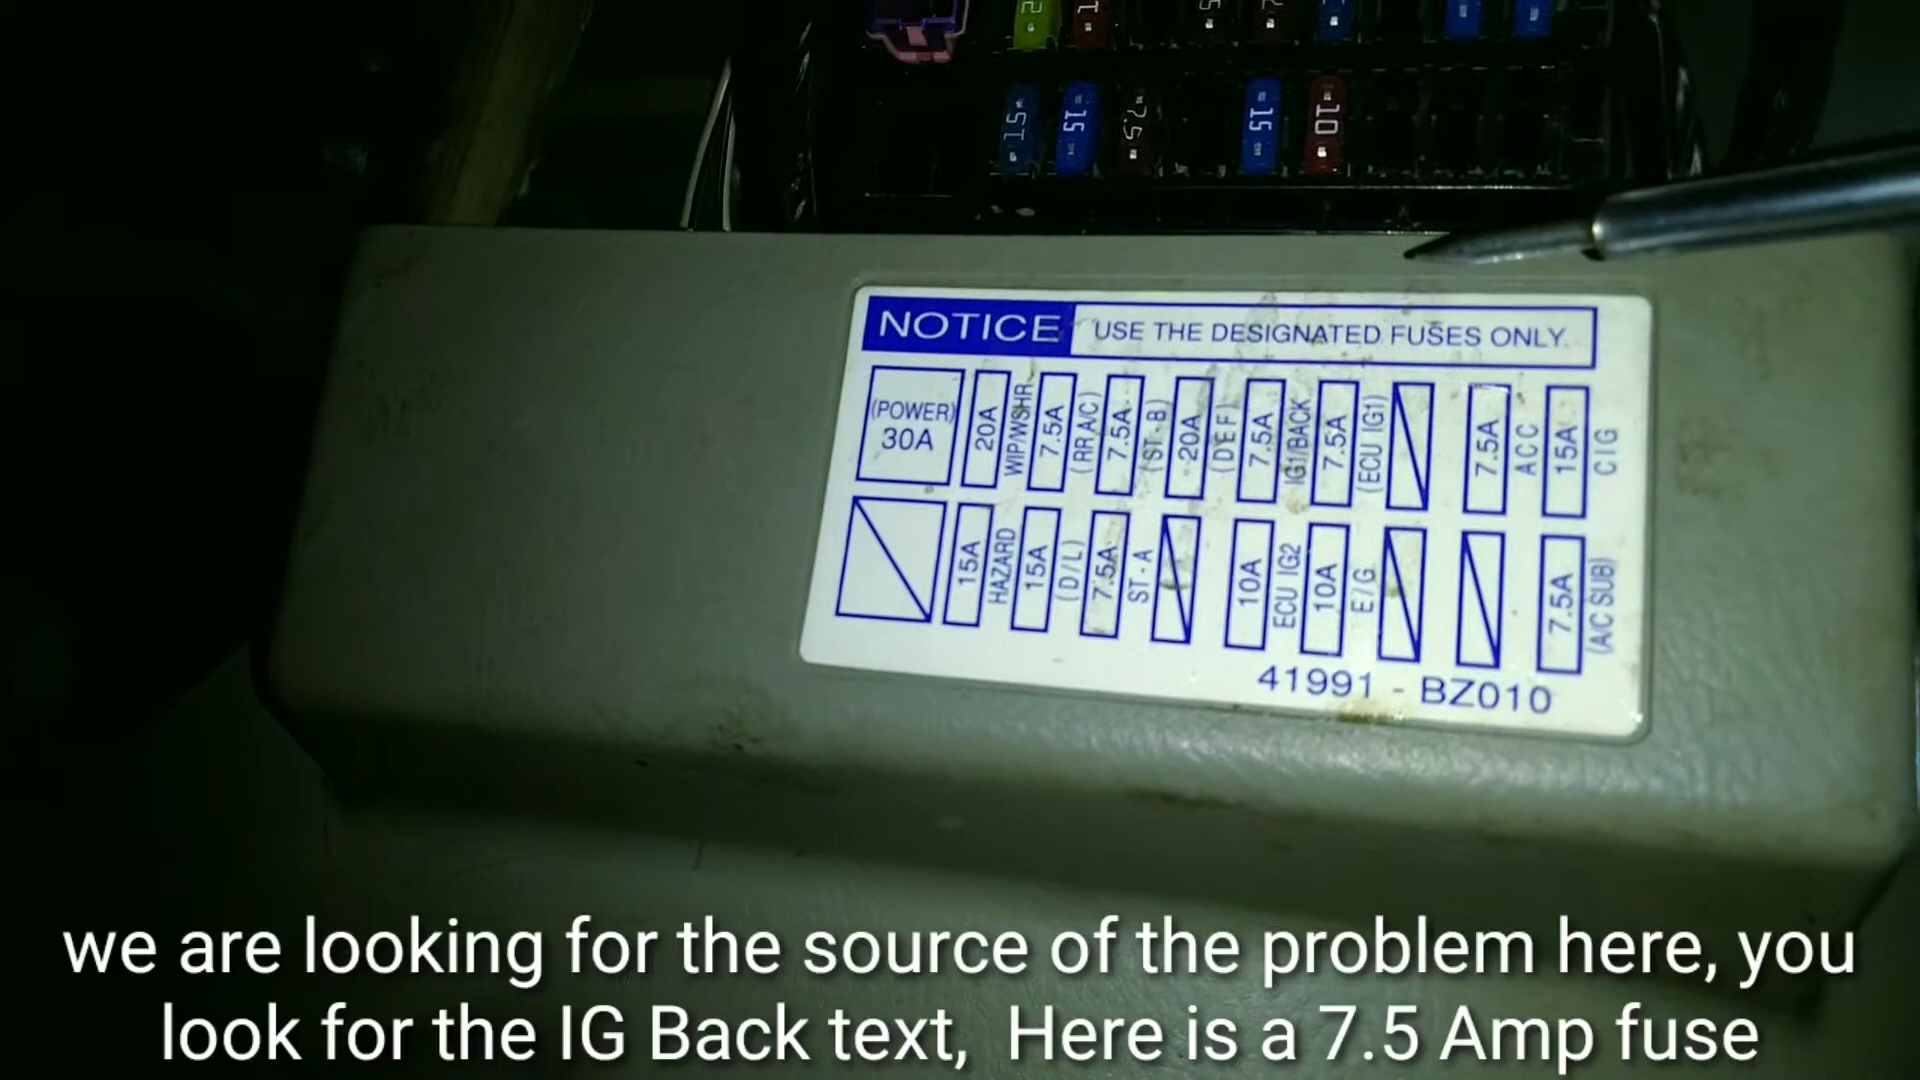 15 15 7.5 15 10
NOTICE USE THE DESIGNATED FUSES ONLY.
(POWER) 30A
20A WIP/WSHR
7.5A (RR A/C)
7.5A (ST-B)
20A (DEF)
7.5A IG1/BACK
7.5A (ECU IG1)
7.5A ACC
15A CIG
15A HAZARD
15A (D/L)
7.5A ST-A
10A ECU IG2
10A E/G
7.5A (A/C SUB)
41991 - BZ010
we are looking for the source of the problem here, you
look for the IG Back text, Here is a 7.5 Amp fuse